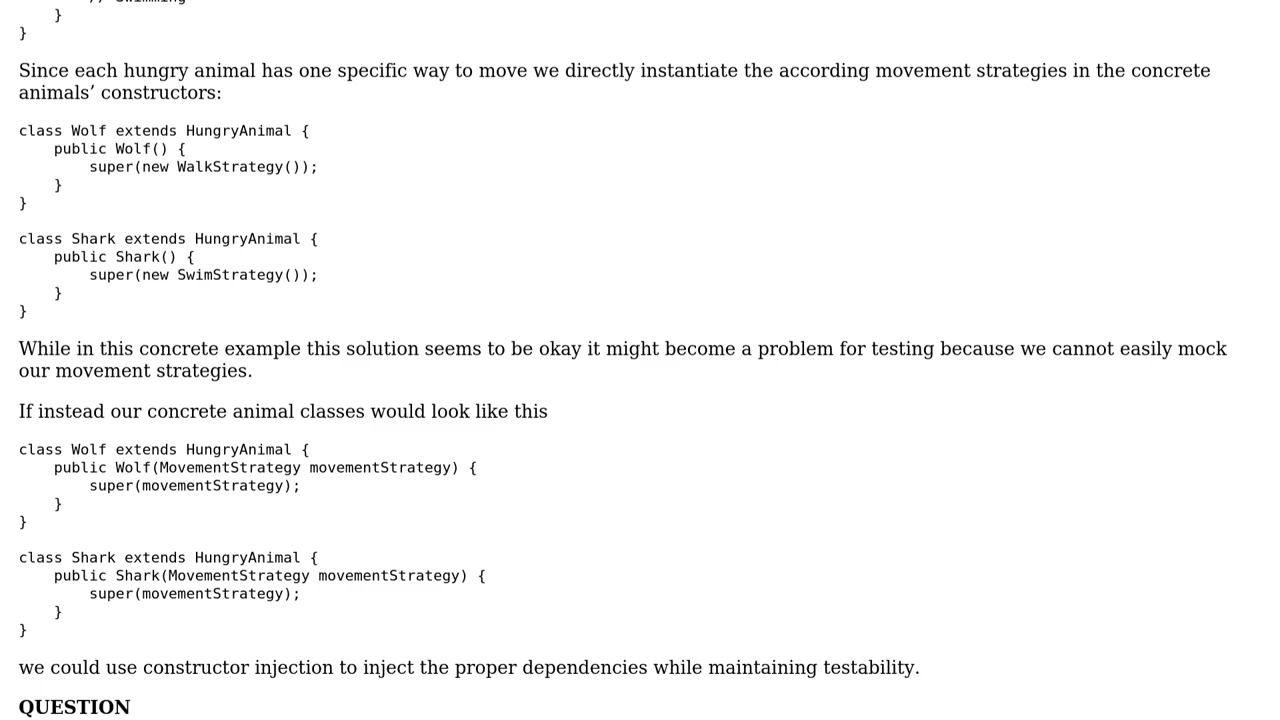 }
}
Since each hungry animal has one specific way to move we directly instantiate the according movement strategies in the concrete
animals’ constructors:
class Wolf extends HungryAnimal {
    public Wolf() {
        super(new WalkStrategy());
    }
}
class Shark extends HungryAnimal {
    public Shark() {
        super(new SwimStrategy());
    }
}
While in this concrete example this solution seems to be okay it might become a problem for testing because we cannot easily mock
our movement strategies.
If instead our concrete animal classes would look like this
class Wolf extends HungryAnimal {
    public Wolf(MovementStrategy movementStrategy) {
        super(movementStrategy);
    }
}
class Shark extends HungryAnimal {
    public Shark(MovementStrategy movementStrategy) {
        super(movementStrategy);
    }
}
we could use constructor injection to inject the proper dependencies while maintaining testability.
QUESTION